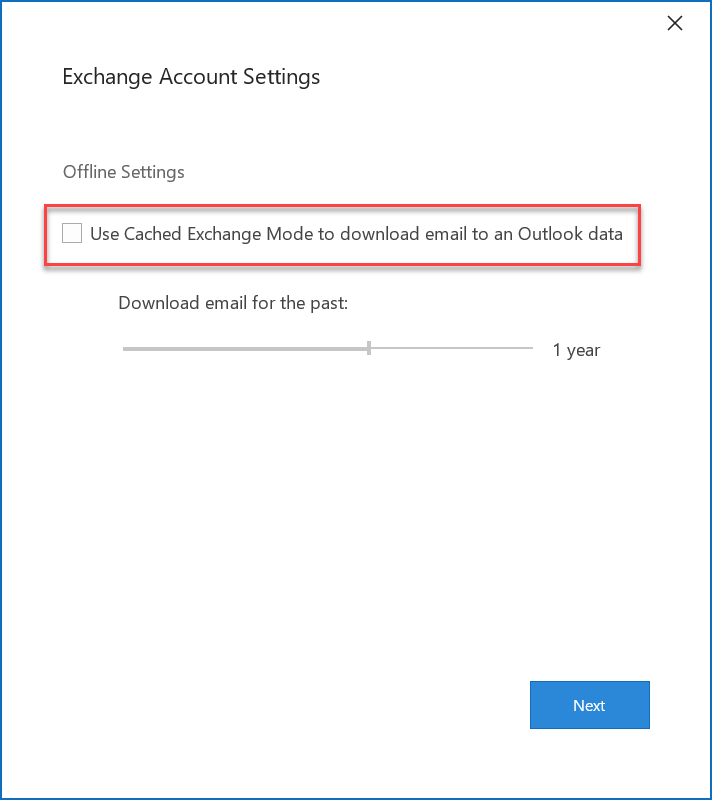 Exchange Account Settings
Offline Settings
Use Cached Exchange Mode to download email to an Outlook data
Download email for the past:
1 year
Next